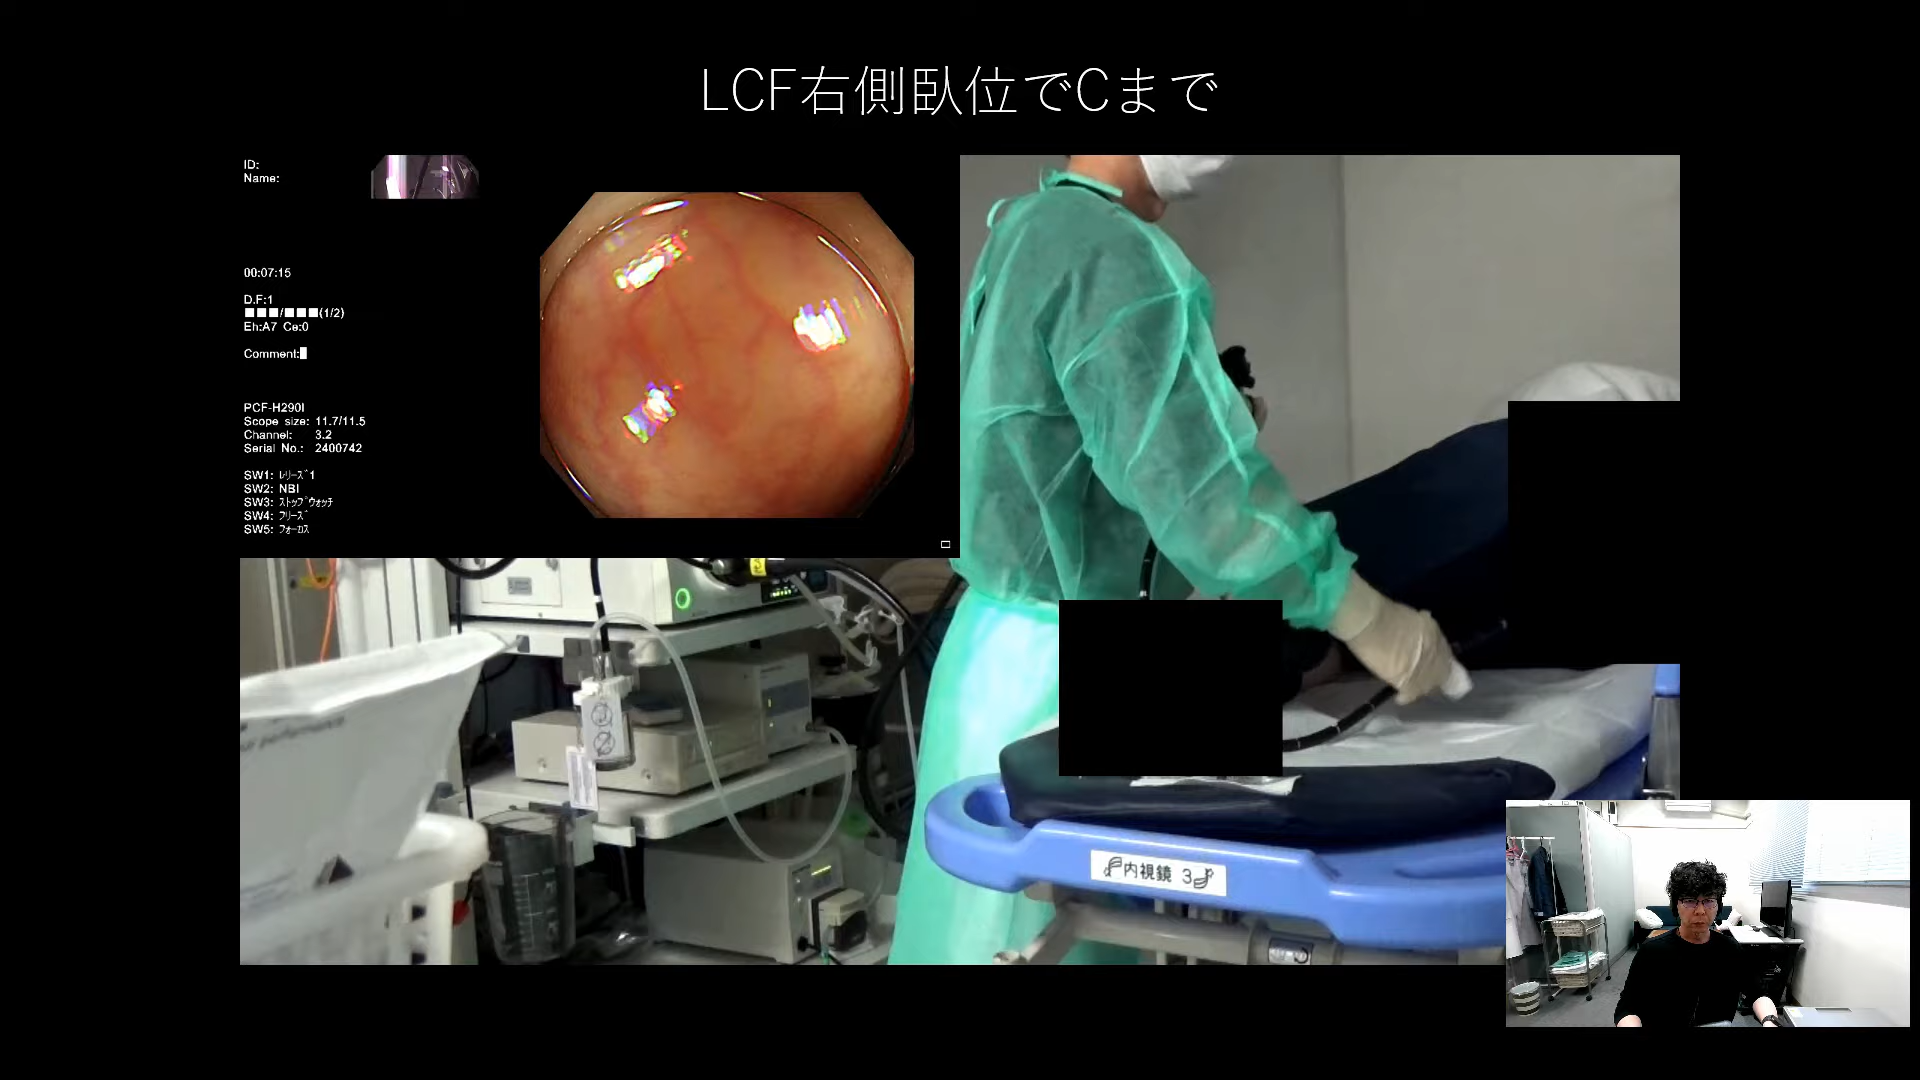 LCF右側臥位でCまで
ID:
Name:
00:07:15
D.F:1
■■■/■■■(1/2)
Eh:A7 Ce:0
Comment:
PCF-H290I
Scope size: 11.7/11.5
Channel: 3.2
Serial No.: 2400742
SW1: ﾚﾘｰｽﾞ1
SW2: NBI
SW3: ｽﾄｯﾌﾟｳｫｯﾁ
SW4: ﾌﾘｰｽﾞ
SW5: ﾌｫｰｶｽ
内視鏡 3